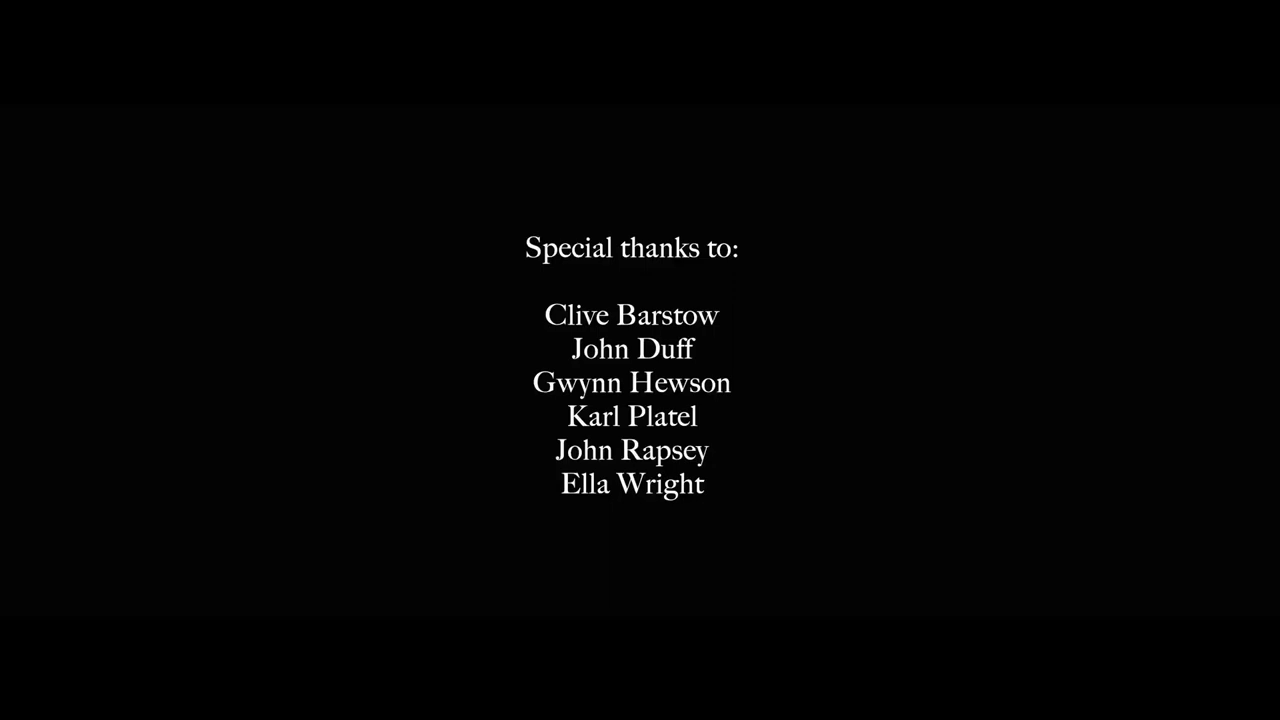 Special thanks to:
Clive Barstow
John Duff
Gwynn Hewson
Karl Platel
John Rapsey
Ella Wright